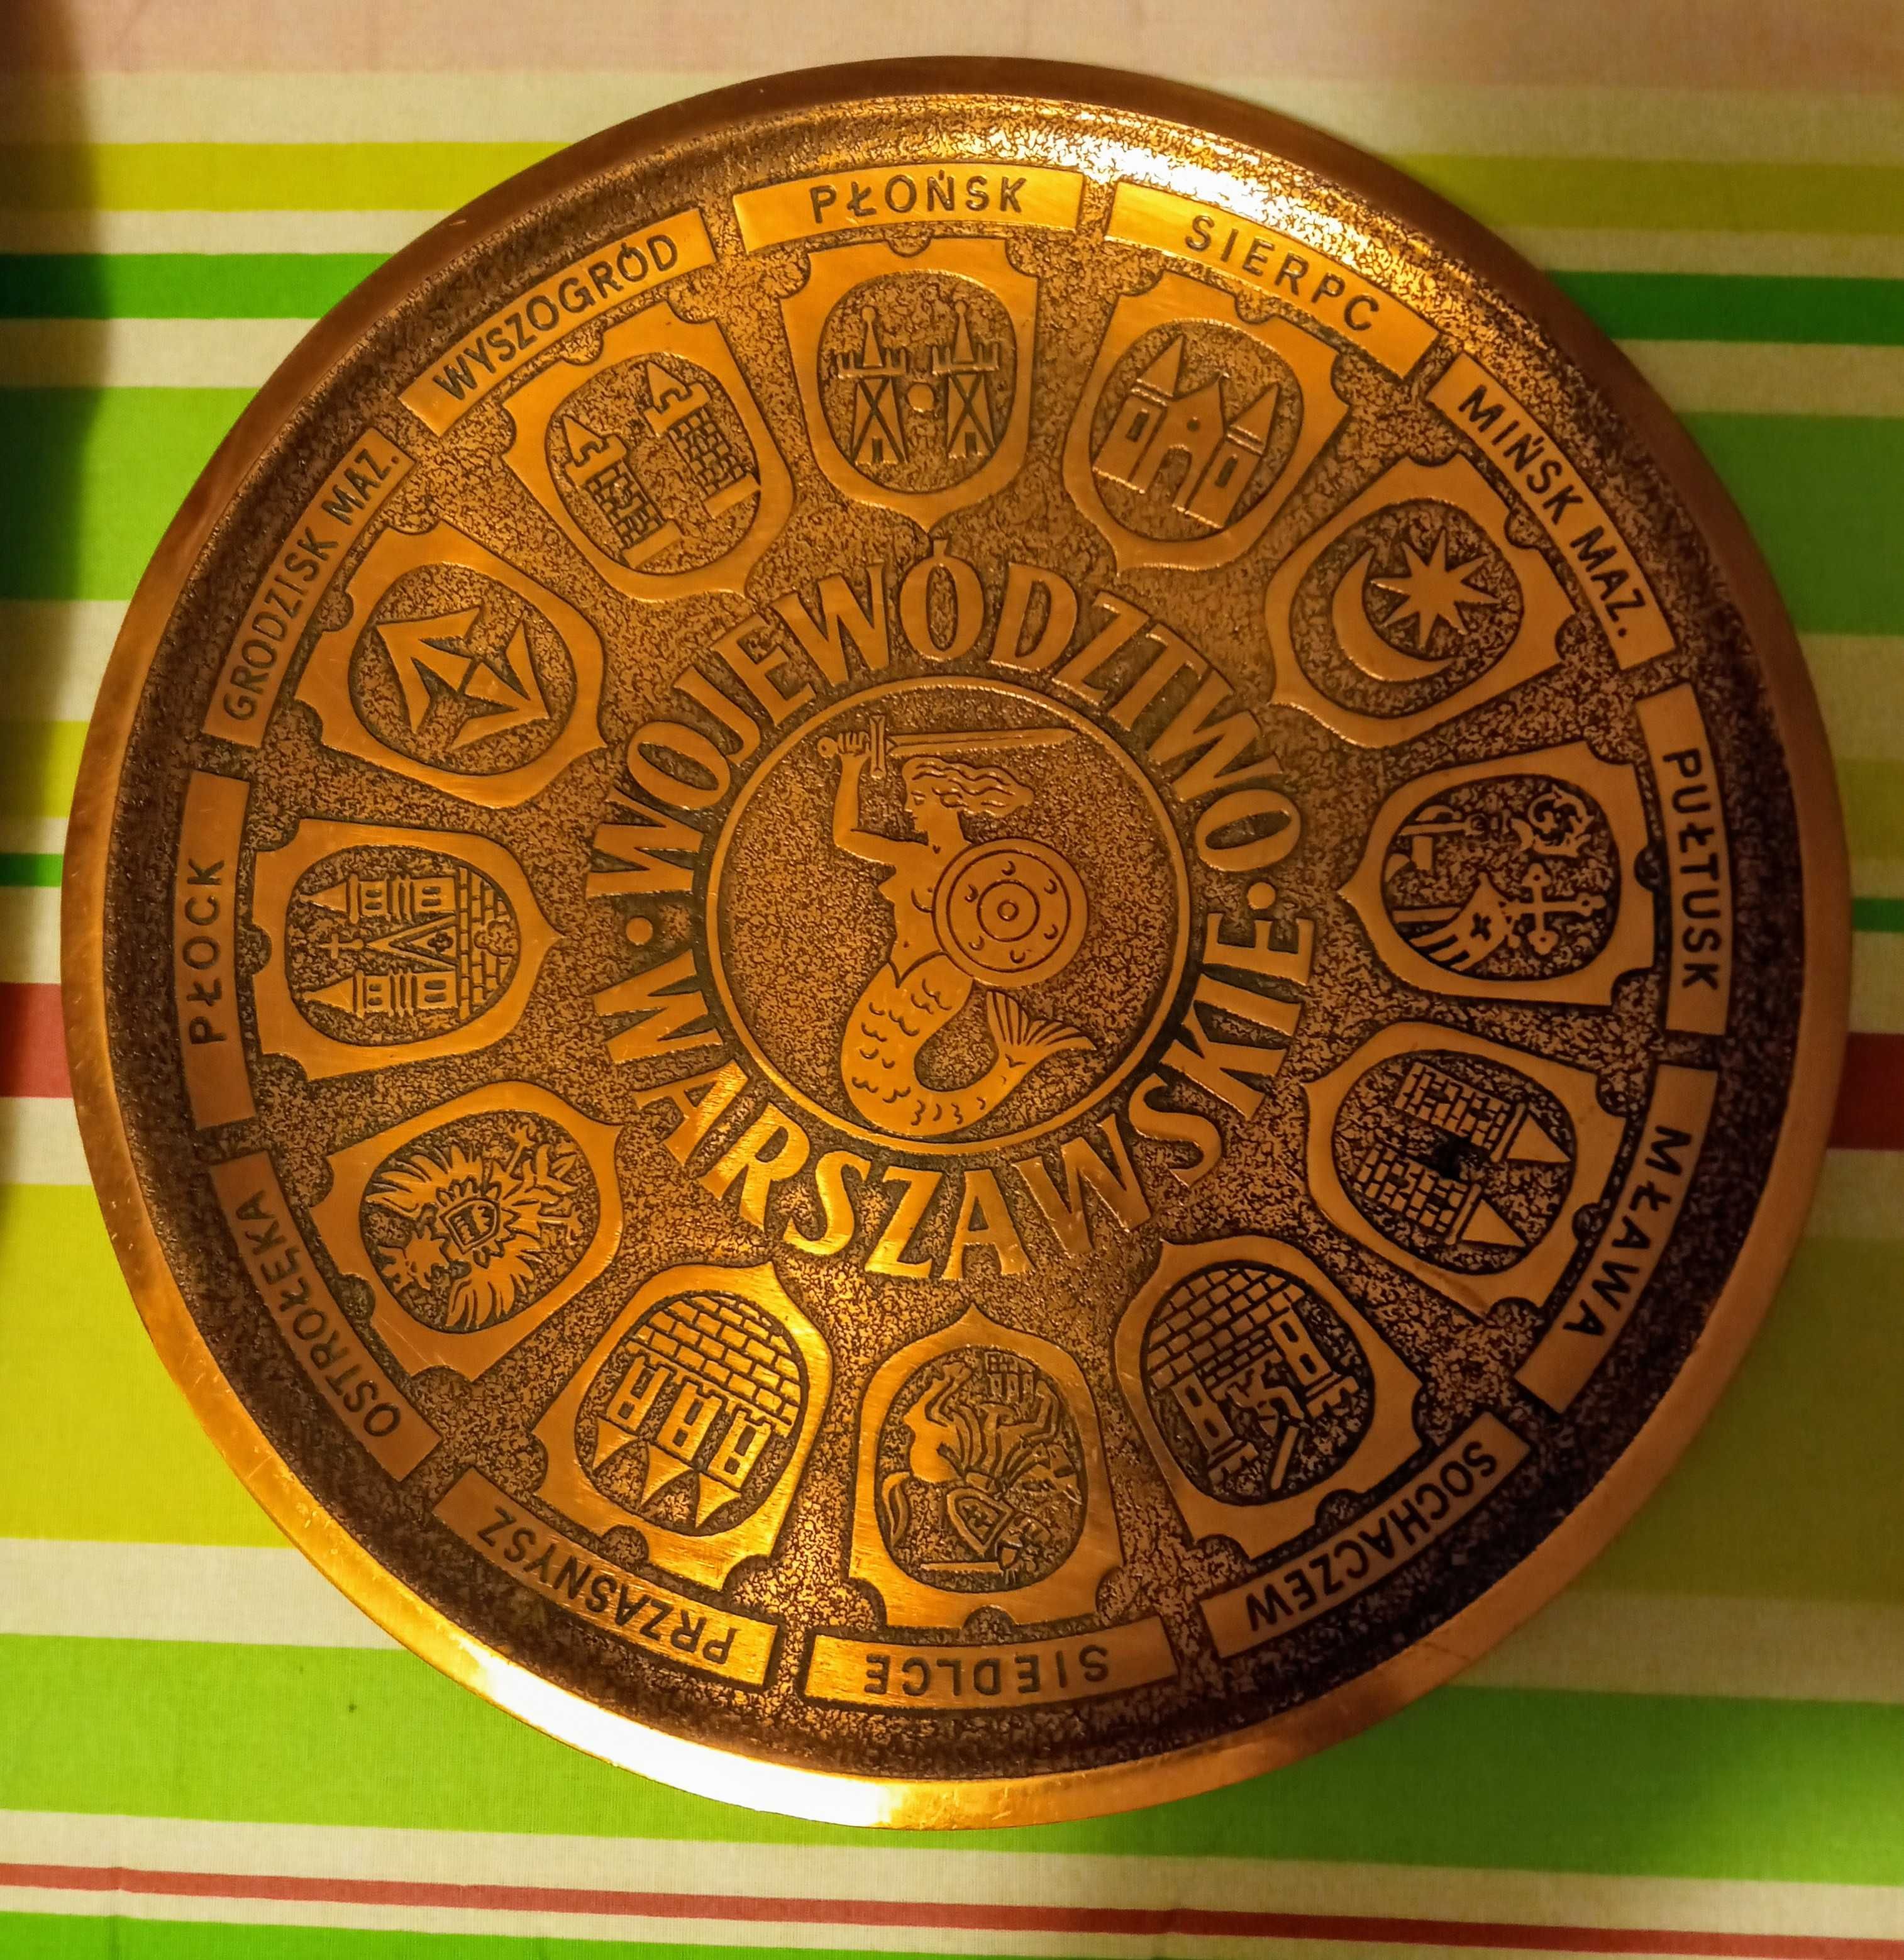 PŁOŃSK
SIERPC
MIŃSK MAZ.
PUŁTUSK
MŁAWA
SOCHACZEW
SIEDLCE
PRZASNYSZ
OSTROŁĘKA
PŁOCK
GRODZISK MAZ.
WYSZOGRÓD
• WOJEWÓDZTWO •
WARSZAWSKIE